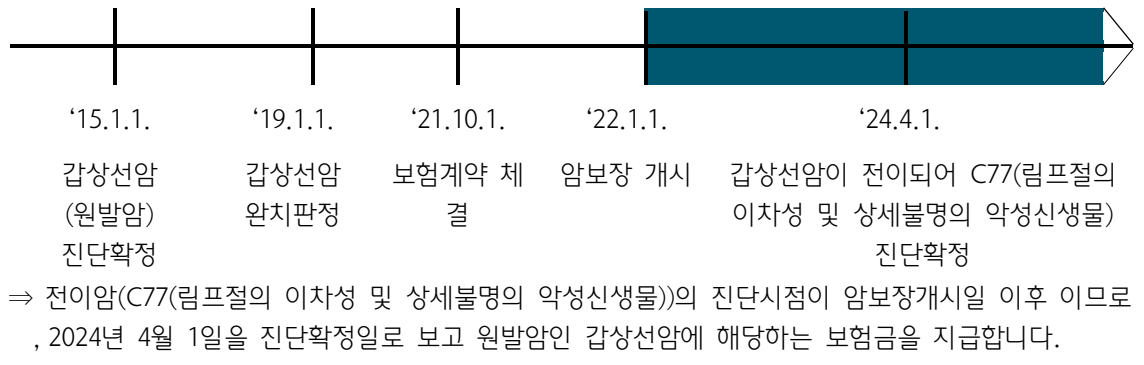 ‘15.1.1. ‘19.1.1. ‘21.10.1. ‘22.1.1. ‘24.4.1.
갑상선암 갑상선암 보험계약 체 암보장 개시 갑상선암이 전이되어 C77(림프절의
(원발암) 완치판정 결 이차성 및 상세불명의 악성신생물)
진단확정 진단확정
⇒ 전이암(C77(림프절의 이차성 및 상세불명의 악성신생물))의 진단시점이 암보장개시일 이후 이므로
, 2024년 4월 1일을 진단확정일로 보고 원발암인 갑상선암에 해당하는 보험금을 지급합니다.